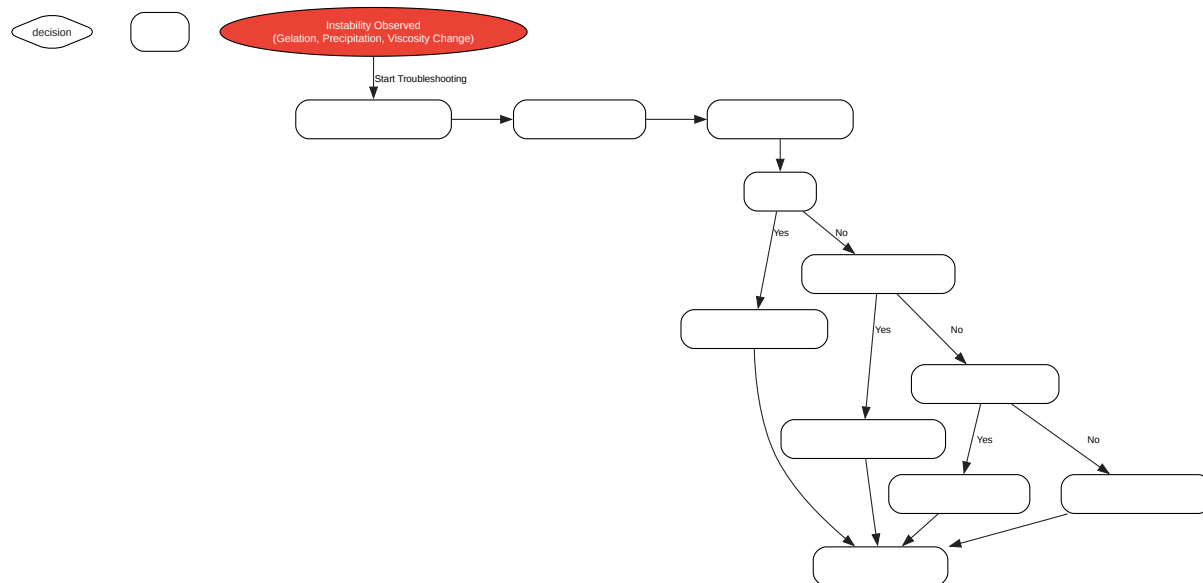 decision
Instability Observed
(Gelation, Precipitation, Viscosity Change)
Start Troubleshooting
Yes
No
Yes
No
Yes
No